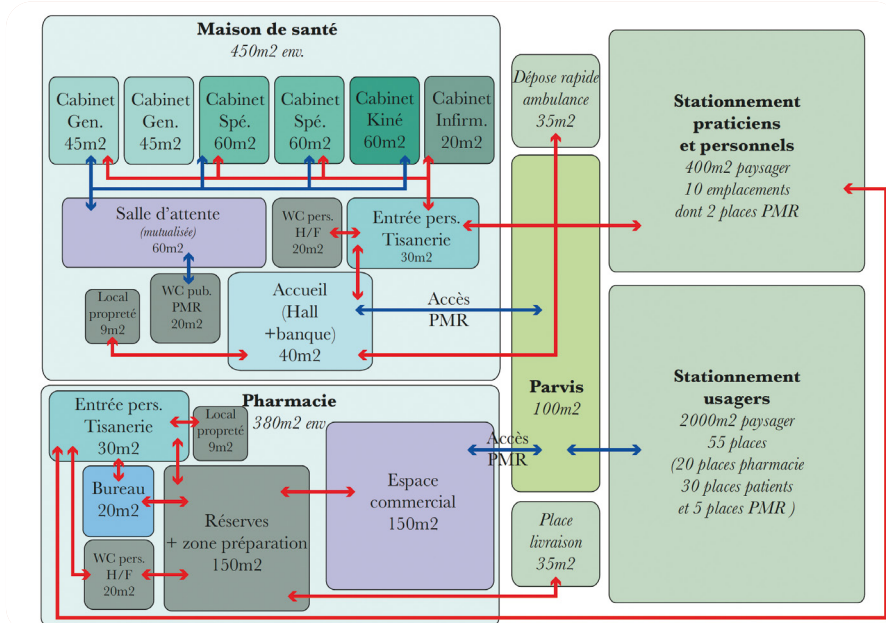 Maison de santé
450m2 env.
Cabinet
Gen.
45m2
Cabinet
Gen.
45m2
Cabinet
Spé.
60m2
Cabinet
Spé.
60m2
Cabinet
Kiné
60m2
Cabinet
Infirm.
20m2
Salle d'attente
(mutualisée)
60m2
WC pers.
H/F
20m2
Entrée pers.
Tisanerie
30m2
Local
propreté
9m2
WC pub.
PMR
20m2
Accueil
(Hall
+banque)
40m2
Accès
PMR
Dépose rapide
ambulance
35m2
Stationnement
praticiens
et personnels
400m2 paysager
10 emplacements
dont 2 places PMR
Parvis
100m2
Stationnement
usagers
2000m2 paysager
55 places
(20 places pharmacie
30 places patients
et 5 places PMR )
Pharmacie
380m2 env
Entrée pers.
Tisanerie
30m2
Local
propreté
9m2
Bureau
20m2
Réserves
+ zone préparation
150m2
WC pers.
H/F
20m2
Espace
commercial
150m2
Accès
PMR
Place
livraison
35m2